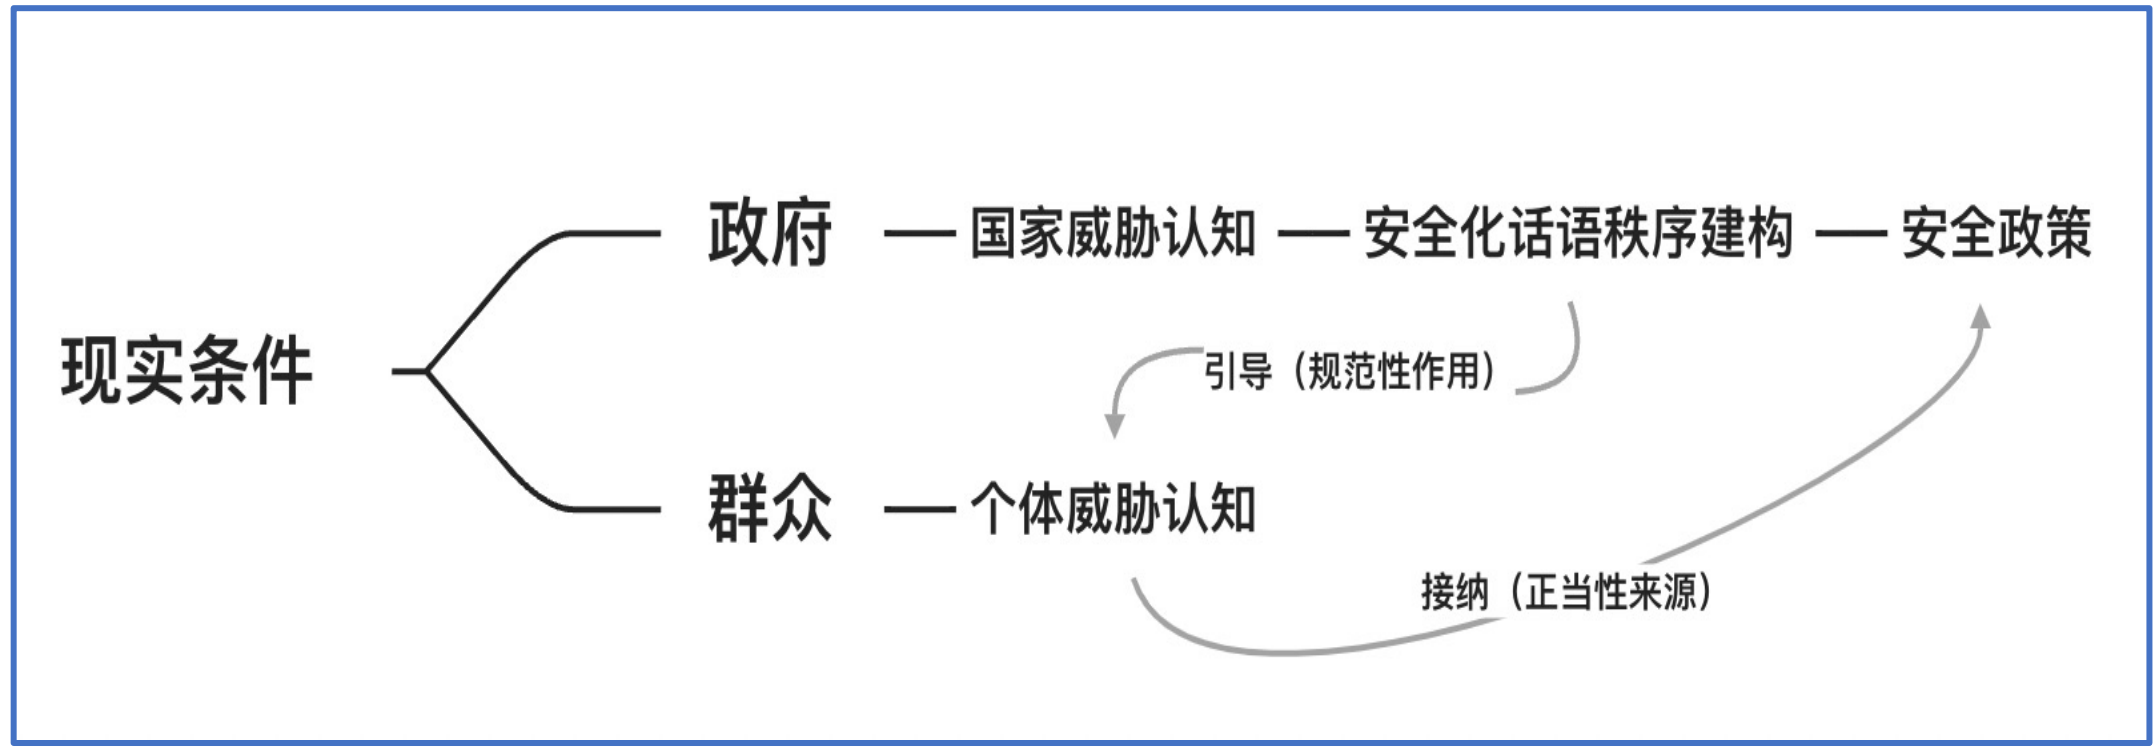 政府
国家威胁认知
安全化话语秩序建构
安全政策
现实条件
引导（规范性作用）
群众
个体威胁认知
接纳（正当性来源）